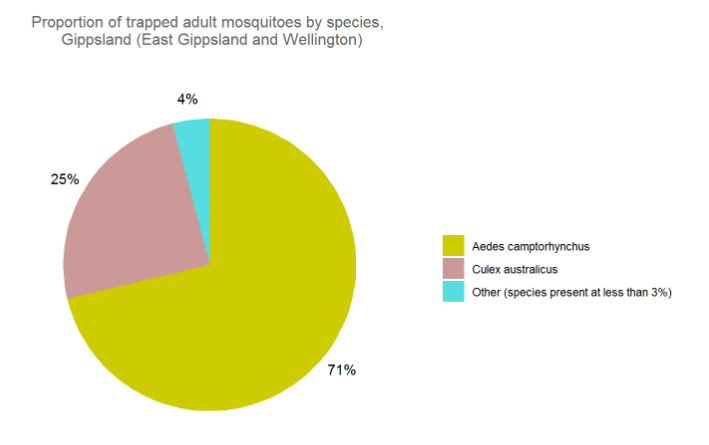 Proportion of trapped adult mosquitoes by species,
Gippsland (East Gippsland and Wellington)
4%
25%
71%
Aedes camptorhynchus
Culex australicus
Other (species present at less than 3%)